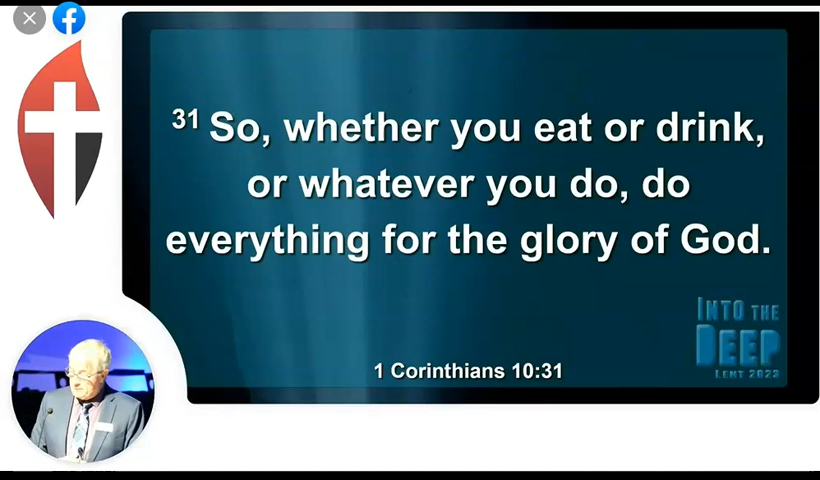 31 So, whether you eat or drink,
or whatever you do, do
everything for the glory of God.
INTO THE
DEEP
LENT 2023
1 Corinthians 10:31